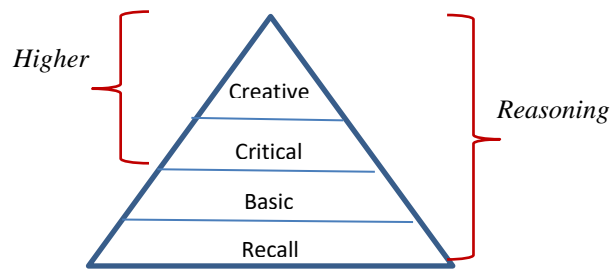 Higher
Creative
Reasoning
Critical
Basic
Recall